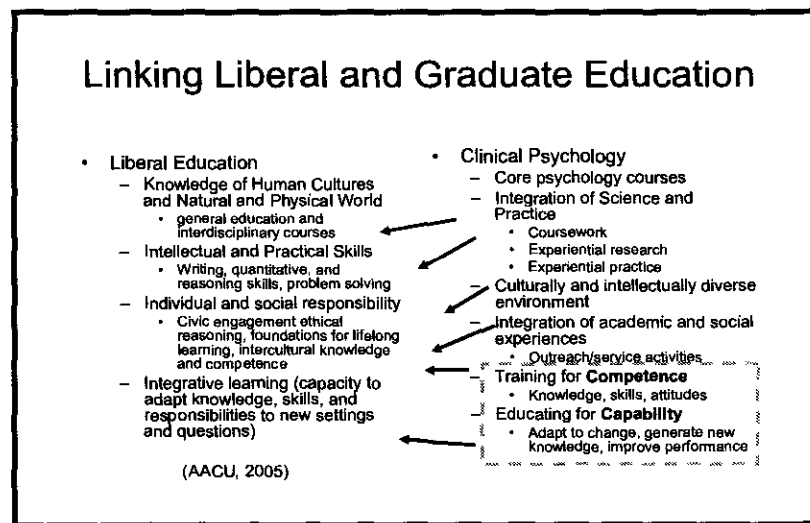 Linking Liberal and Graduate Education
• Liberal Education
– Knowledge of Human Cultures
and Natural and Physical World
• general education and
interdisciplinary courses
– Intellectual and Practical Skills
• Writing, quantitative, and
reasoning skills, problem solving
– Individual and social responsibility
• Civic engagement ethical
reasoning, foundations for lifelong
learning, intercultural knowledge
and competence
– Integrative learning (capacity to
adapt knowledge, skills, and
responsibilities to new settings
and questions)
(AACU, 2005)
• Clinical Psychology
– Core psychology courses
– Integration of Science and
Practice
• Coursework
• Experiential research
• Experiential practice
– Culturally and intellectually diverse
environment
– Integration of academic and social
experiences
• Outreach/service activities
– Training for Competence
• Knowledge, skills, attitudes
– Educating for Capability
• Adapt to change, generate new
knowledge, improve performance